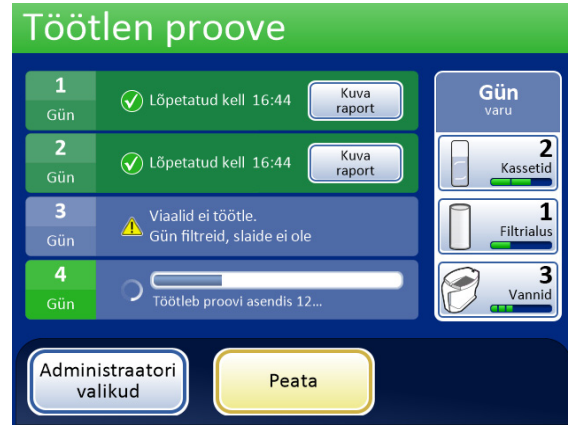 Töötlen proove
1
Gün
Lõpetatud kell 16:44
Kuva
raport
2
Gün
Lõpetatud kell 16:44
Kuva
raport
3
Gün
Viaalid ei töötle.
Gün filtreid, slaide ei ole
4
Gün
Töötleb proovi asendis 12...
Gün
varu
2
Kassetid
1
Filtrialus
3
Vannid
Administraatori
valikud
Peata